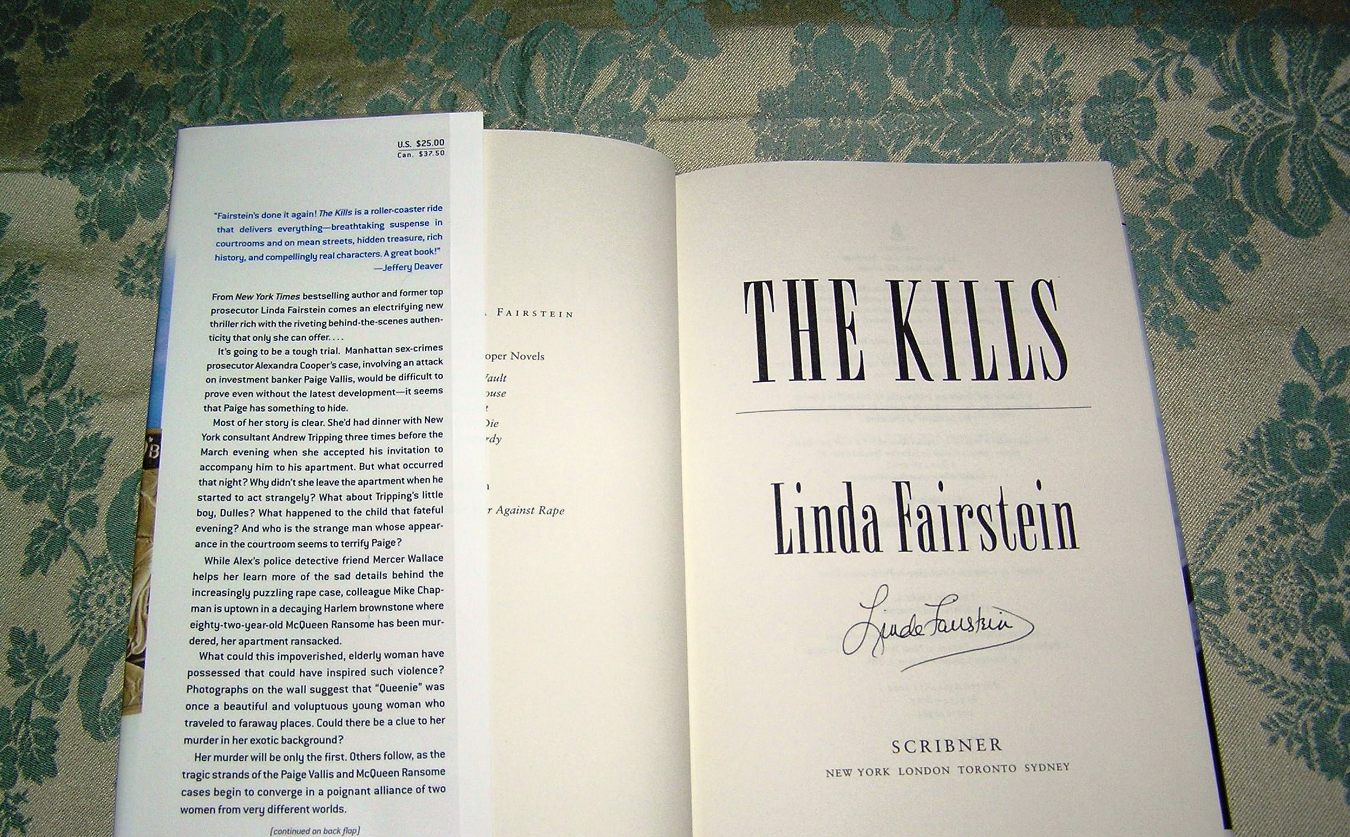 U.S. $25.00
Can. $37.50
"Fairstein's done it again! The Kills is a roller-coaster ride
that delivers everything—breathtaking suspense in
courtrooms and on mean streets, hidden treasure, rich
history, and compellingly real characters. A great book!"
—Jeffery Deaver
From New York Times bestselling author and former top
prosecutor Linda Fairstein comes an electrifying new
thriller rich with the riveting behind-the-scenes authen-
ticity that only she can offer. . . .
It's going to be a tough trial. Manhattan sex-crimes
prosecutor Alexandra Cooper's case, involving an attack
on investment banker Paige Vallis, would be difficult to
prove even without the latest development—it seems
that Paige has something to hide.
Most of her story is clear. She'd had dinner with New
York consultant Andrew Tripping three times before the
March evening when she accepted his invitation to
accompany him to his apartment. But what occurred
that night? Why didn't she leave the apartment when he
started to act strangely? What about Tripping's little
boy, Dulles? What happened to the child that fateful
evening? And who is the strange man whose appear-
ance in the courtroom seems to terrify Paige?
While Alex's police detective friend Mercer Wallace
helps her learn more of the sad details behind the
increasingly puzzling rape case, colleague Mike Chap-
man is uptown in a decaying Harlem brownstone where
eighty-two-year-old McQueen Ransome has been mur-
dered, her apartment ransacked.
What could this impoverished, elderly woman have
possessed that could have inspired such violence?
Photographs on the wall suggest that "Queenie" was
once a beautiful and voluptuous young woman who
traveled to faraway places. Could there be a clue to her
murder in her exotic background?
Her murder will be only the first. Others follow, as the
tragic strands of the Paige Vallis and McQueen Ransome
cases begin to converge in a poignant alliance of two
women from very different worlds.
[continued on back flap]
Fairstein
oper Novels
Vault
ouse
t
Die
rdy
n
r Against Rape
THE KILLS
Linda Fairstein
Linda Fairstein
SCRIBNER
NEW YORK LONDON TORONTO SYDNEY